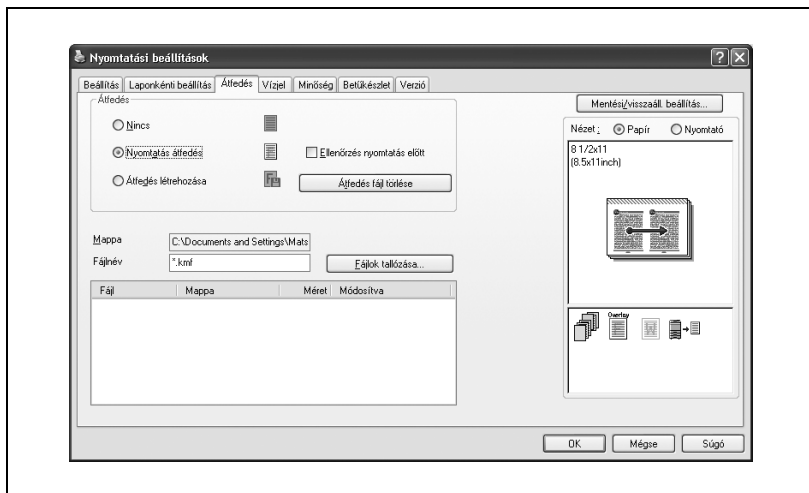 Nyomtatási beállítások
Beállítás Laponkénti beállítás Átfedés Vízjel Minőség Betűkészlet Verzió
Átfedés
Nincs
Nyomtatás átfedés
Ellenőrzés nyomtatás előtt
Átfedés létrehozása
Átfedés fájl törlése
Mappa C:\Documents and Settings\Mats
Fájlnév *.kmf Fájlok tallózása...
Fájl Mappa Méret Módosítva
Mentési/visszaáll. beállítás...
Nézet : Papír Nyomtató
8 1/2x11
(8.5x11inch)
Overlay
OK Mégse Súgó